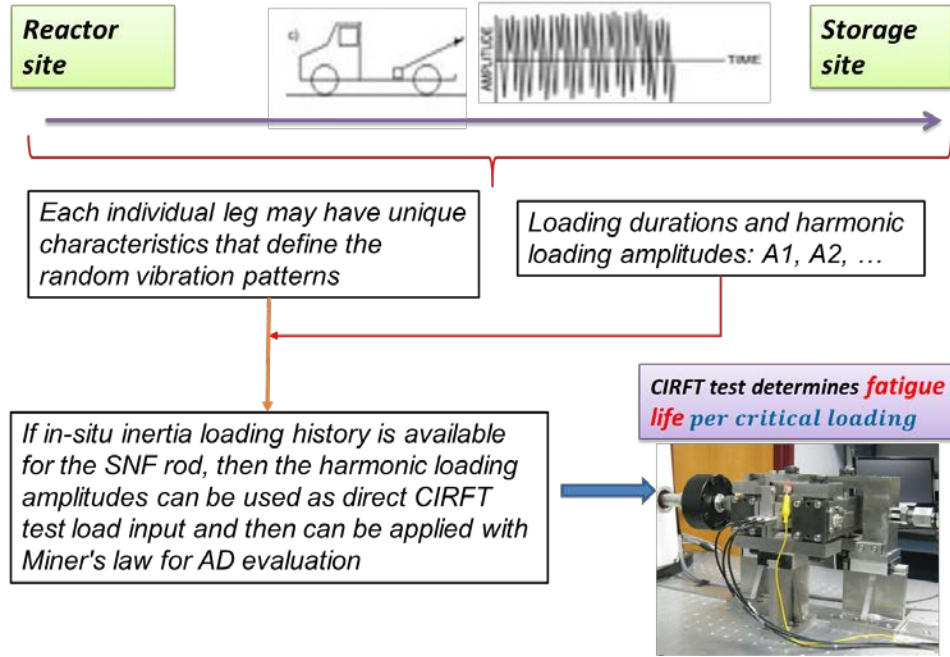 Reactor
site
c)
AMPLITUDE
TIME
Storage
site
Each individual leg may have unique
characteristics that define the
random vibration patterns
Loading durations and harmonic
loading amplitudes: A1, A2, …
CIRFT test determines fatigue
life per critical loading
If in-situ inertia loading history is available
for the SNF rod, then the harmonic loading
amplitudes can be used as direct CIRFT
test load input and then can be applied with
Miner's law for AD evaluation